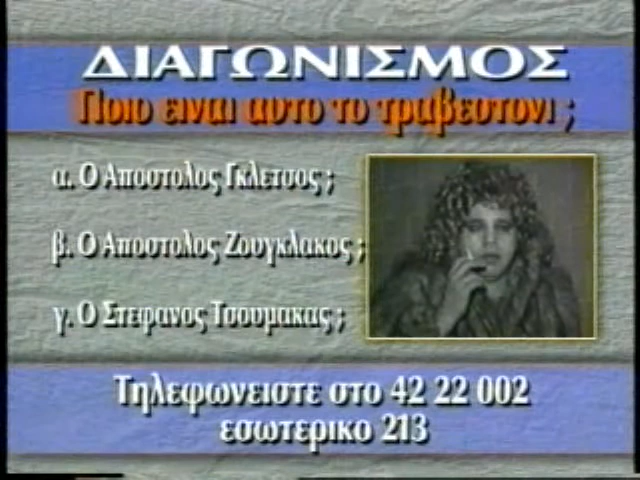 ΔΙΑΓΩΝΙΣΜΟΣ
Ποιο ειναι αυτο το τραβεστονι ;
α. Ο Αποστολος Γκλετσος ;
β. Ο Αποστολος Ζουγκλακος ;
γ. Ο Στεφανος Τσουμακας ;
Τηλεφωνειστε στο 42 22 002
εσωτερικο 213